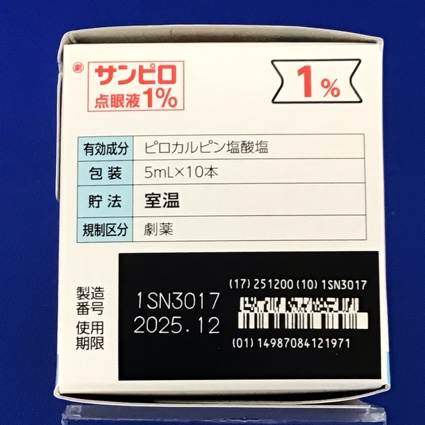 劇
サンピロ
点眼液1%
1%
有効成分 ピロカルピン塩酸塩
包装 5mL×10本
貯法 室温
規制区分 劇薬
(17) 251200 (10) 1SN3017
製造番号 1SN3017
使用期限 2025.12
(01) 14987084121971